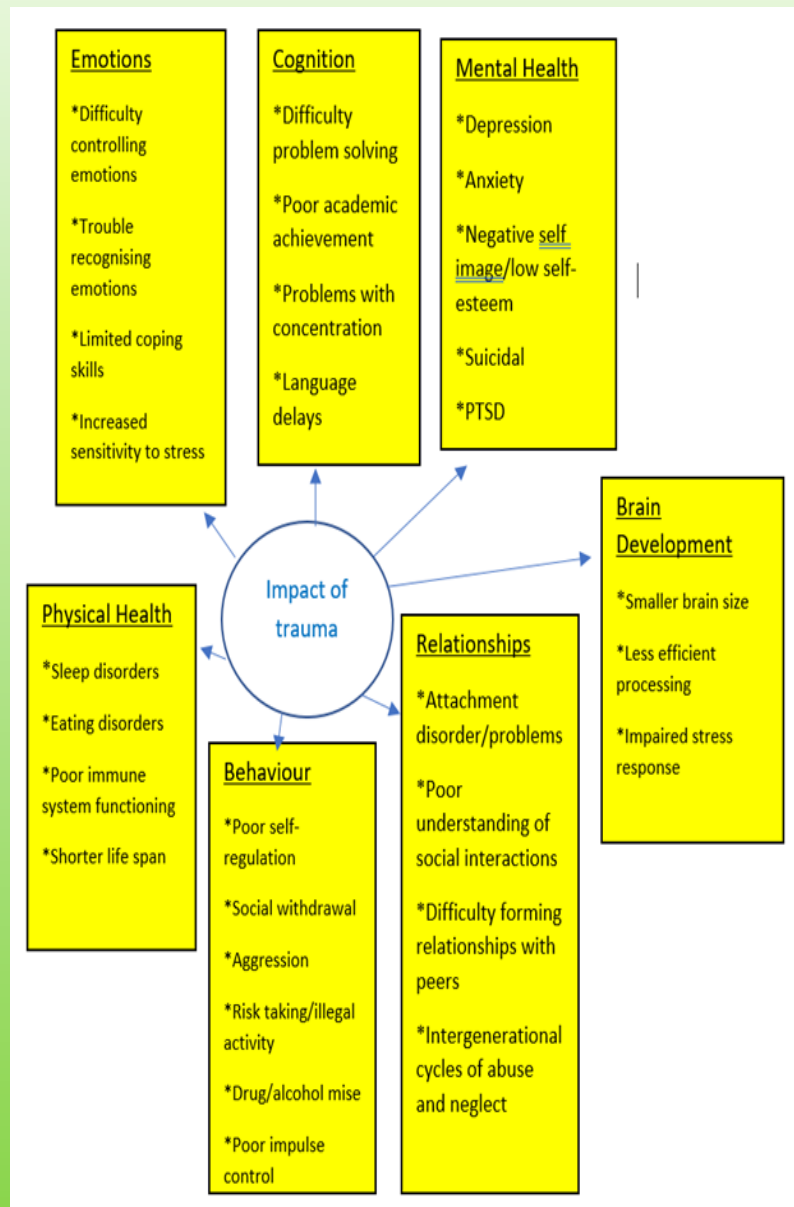 Emotions
*Difficulty
controlling
emotions
*Trouble
recognising
emotions
*Limited coping
skills
*Increased
sensitivity to stress
Cognition
*Difficulty
problem solving
*Poor academic
achievement
*Problems with
concentration
*Language
delays
Mental Health
*Depression
*Anxiety
*Negative self
image/low self-
esteem
*Suicidal
*PTSD
Brain
Development
*Smaller brain size
*Less efficient
processing
*Impaired stress
response
Impact of
trauma
Physical Health
*Sleep disorders
*Eating disorders
*Poor immune
system functioning
*Shorter life span
Behaviour
*Poor self-
regulation
*Social withdrawal
*Aggression
*Risk taking/illegal
activity
*Drug/alcohol mise
*Poor impulse
control
Relationships
*Attachment
disorder/problems
*Poor
understanding of
social interactions
*Difficulty forming
relationships with
peers
*Intergenerational
cycles of abuse
and neglect